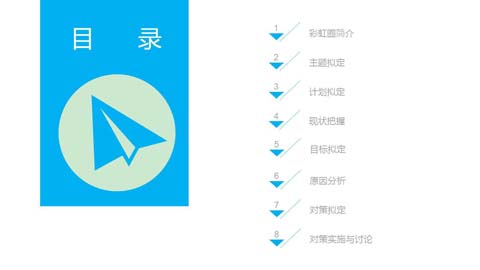 目 录
1 彩虹圈简介
2 主题拟定
3 计划拟定
4 现状把握
5 目标拟定
6 原因分析
7 对策拟定
8 对策实施与讨论